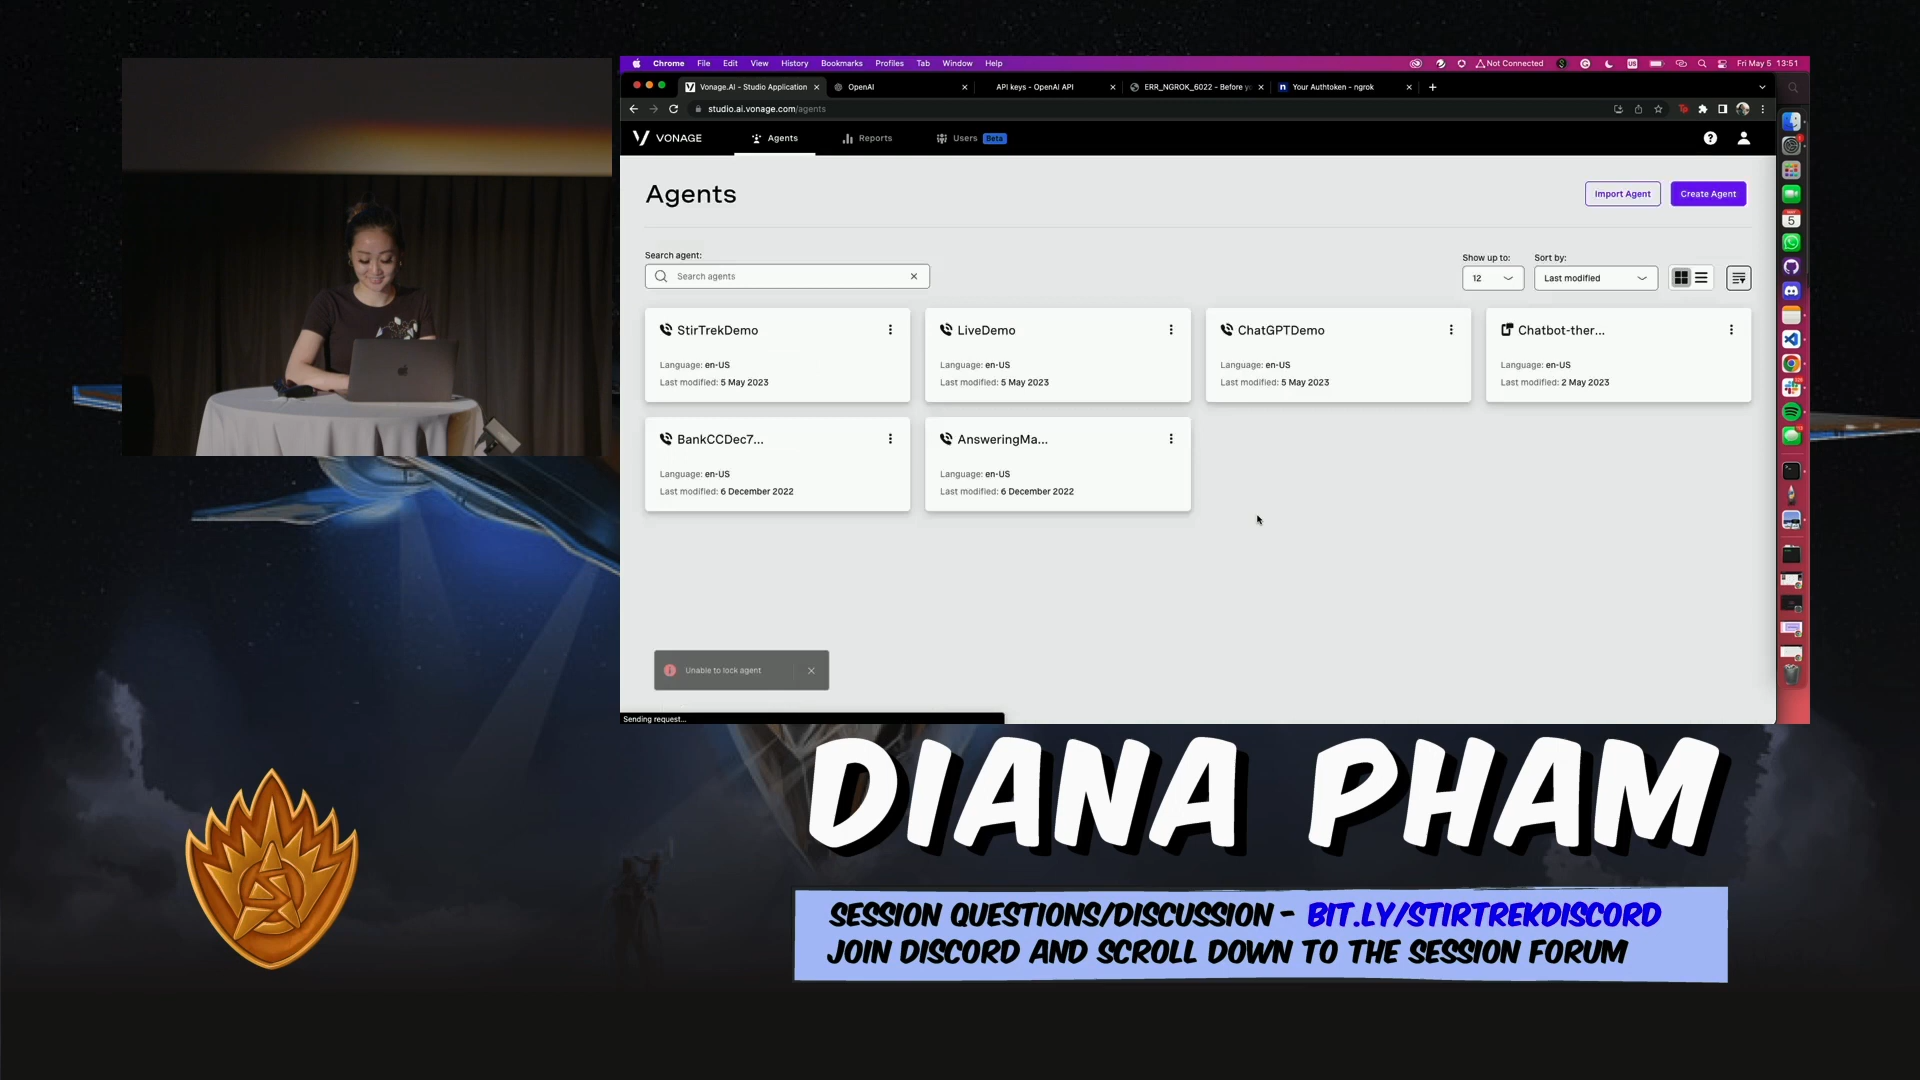 Chrome File Edit View History Bookmarks Profiles Tab Window Help
Not Connected US Fri May 5 13:51
Vonage.AI - Studio Application
OpenAI
API keys - OpenAI API
ERR_NGROK_6022 - Before y
Your Authtoken - ngrok
studio.ai.vonage.com/agents
VONAGE
Agents
Reports
Users Beta
Agents
Import Agent
Create Agent
Search agent:
Search agents
Show up to:
12
Sort by:
Last modified
StirTrekDemo
Language: en-US
Last modified: 5 May 2023
LiveDemo
Language: en-US
Last modified: 5 May 2023
ChatGPTDemo
Language: en-US
Last modified: 5 May 2023
Chatbot-ther...
Language: en-US
Last modified: 2 May 2023
BankCCDec7...
Language: en-US
Last modified: 6 December 2022
AnsweringMa...
Language: en-US
Last modified: 6 December 2022
Unable to lock agent
Sending request...
5
DIANA PHAM
SESSION QUESTIONS/DISCUSSION - BIT.LY/STIRTREKDISCORD
JOIN DISCORD AND SCROLL DOWN TO THE SESSION FORUM